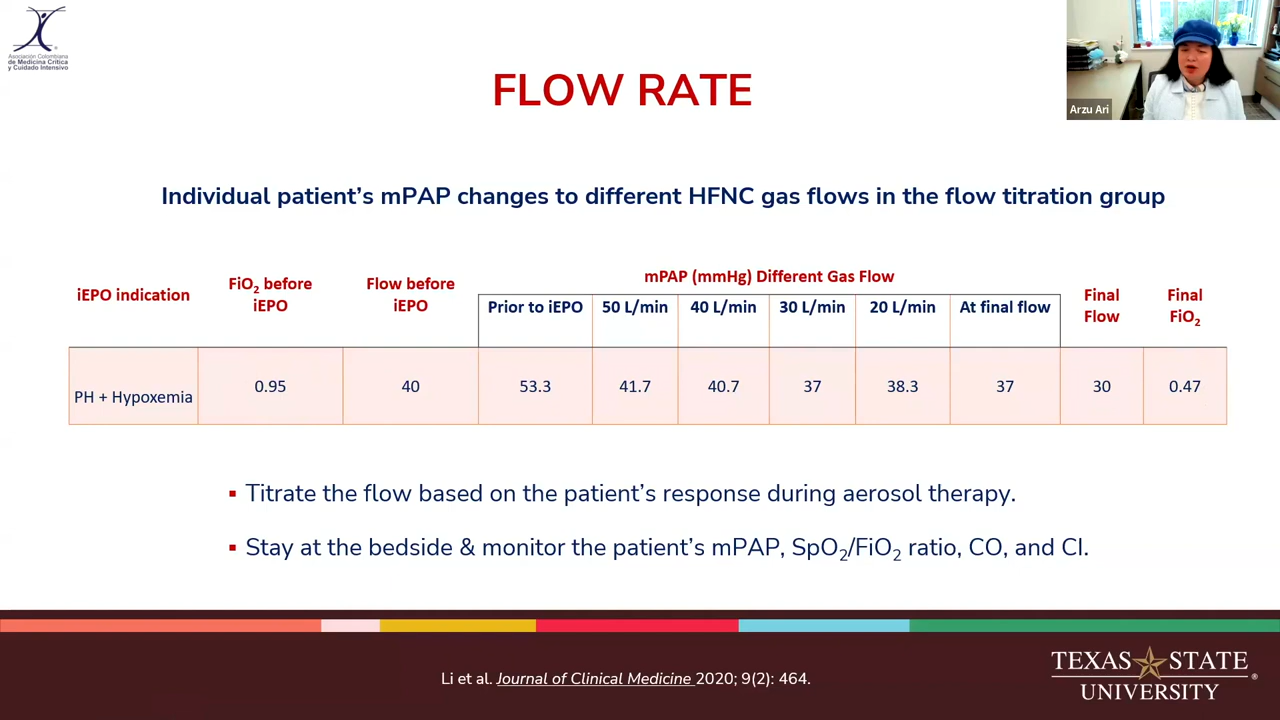 Asociación Colombiana
de Medicina Crítica
y Cuidado Intensivo
Arzu Ari
FLOW RATE
Individual patient's mPAP changes to different HFNC gas flows in the flow titration group
iEPO indication
FiO2 before
iEPO
Flow before
iEPO
mPAP (mmHg) Different Gas Flow
Prior to iEPO 50 L/min 40 L/min 30 L/min 20 L/min At final flow
Final
Flow
Final
FiO2
PH + Hypoxemia 0.95 40 53.3 41.7 40.7 37 38.3 37 30 0.47
▪ Titrate the flow based on the patient's response during aerosol therapy.
▪ Stay at the bedside & monitor the patient's mPAP, SpO2/FiO2 ratio, CO, and CI.
Li et al. Journal of Clinical Medicine 2020; 9(2): 464.
TEXAS STATE
UNIVERSITY®